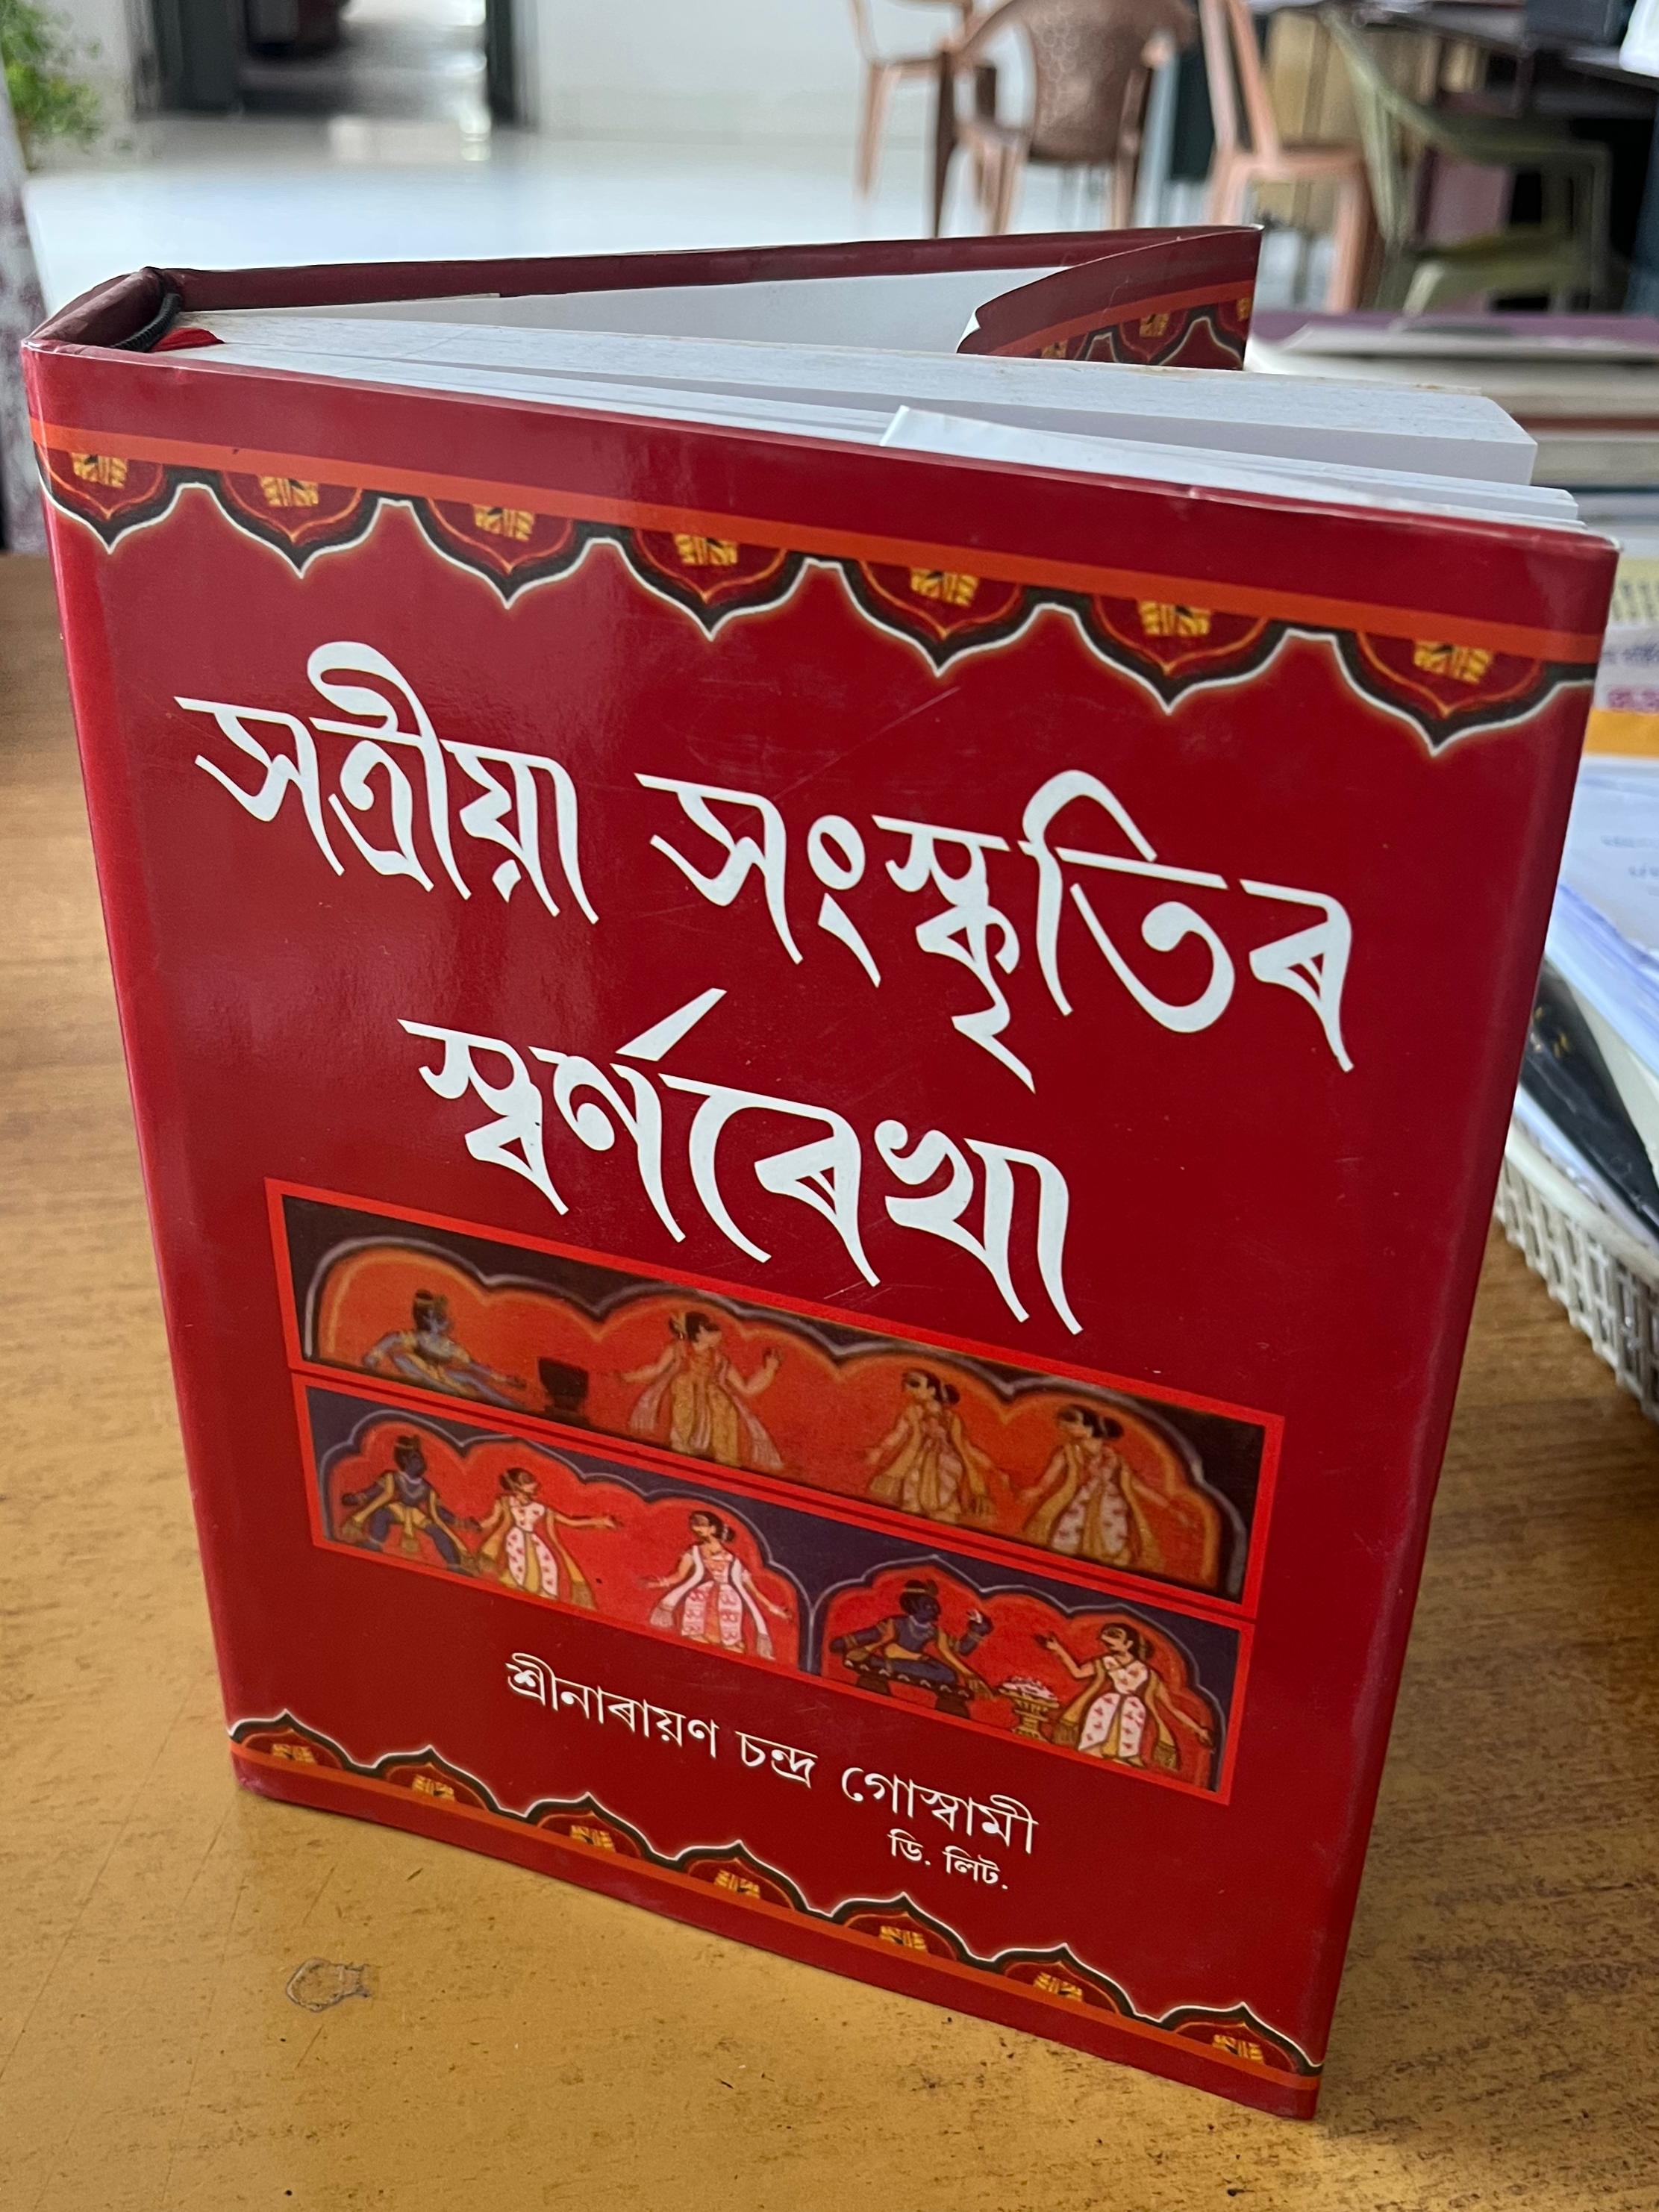 সত্ৰীয়া সংস্কৃতিৰ
স্বৰ্ণৰেখা
শ্ৰীনাৰায়ণ চন্দ্ৰ গোস্বামী
ডি. লিট.